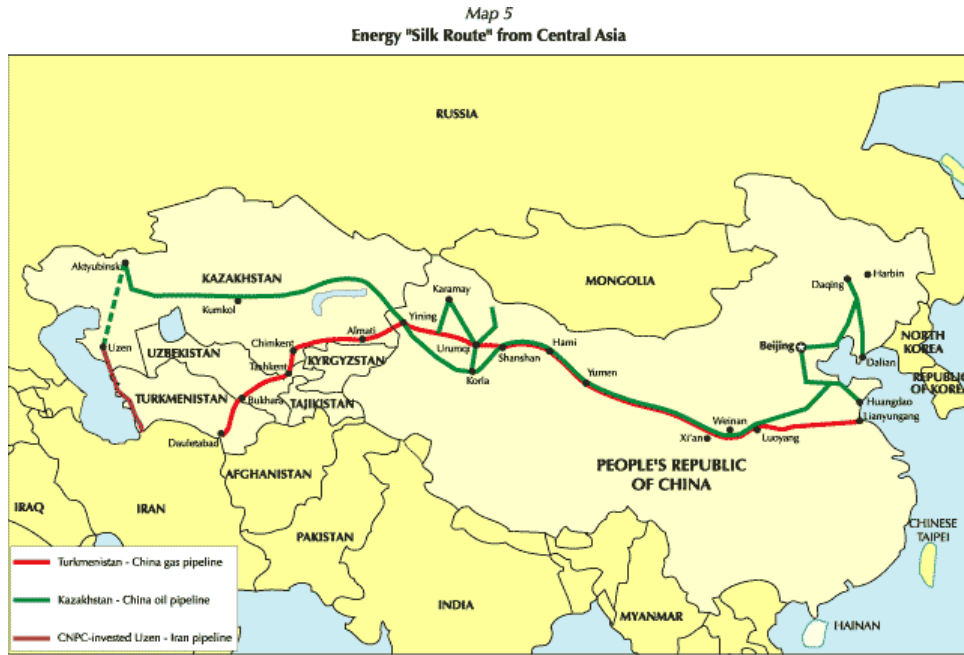 Map 5
Energy "Silk Route" from Central Asia
RUSSIA
Aktyubinsk
KAZAKHSTAN
MONGOLIA
Karamay
Daqing
Harbin
Kumkol
Yining
Uzen
UZBEKISTAN
Chimkent
Almati
Urumqi
Shanshan
Hami
Beijing
NORTH
KOREA
Tashkent
KYRGYZSTAN
Korla
Dalian
REPUBLIC
OF KOREA
TURKMENISTAN
Bukhara
TAJIKISTAN
Yumen
Huangdao
Lianyungang
Dauletabad
Weinan
Xi'an
Luoyang
AFGHANISTAN
PEOPLE'S REPUBLIC
OF CHINA
IRAQ
IRAN
PAKISTAN
CHINESE
TAIPEI
Turkmenistan - China gas pipeline
Kazakhstan - China oil pipeline
INDIA
MYANMAR
HAINAN
CNPC-invested Uzen - Iran pipeline